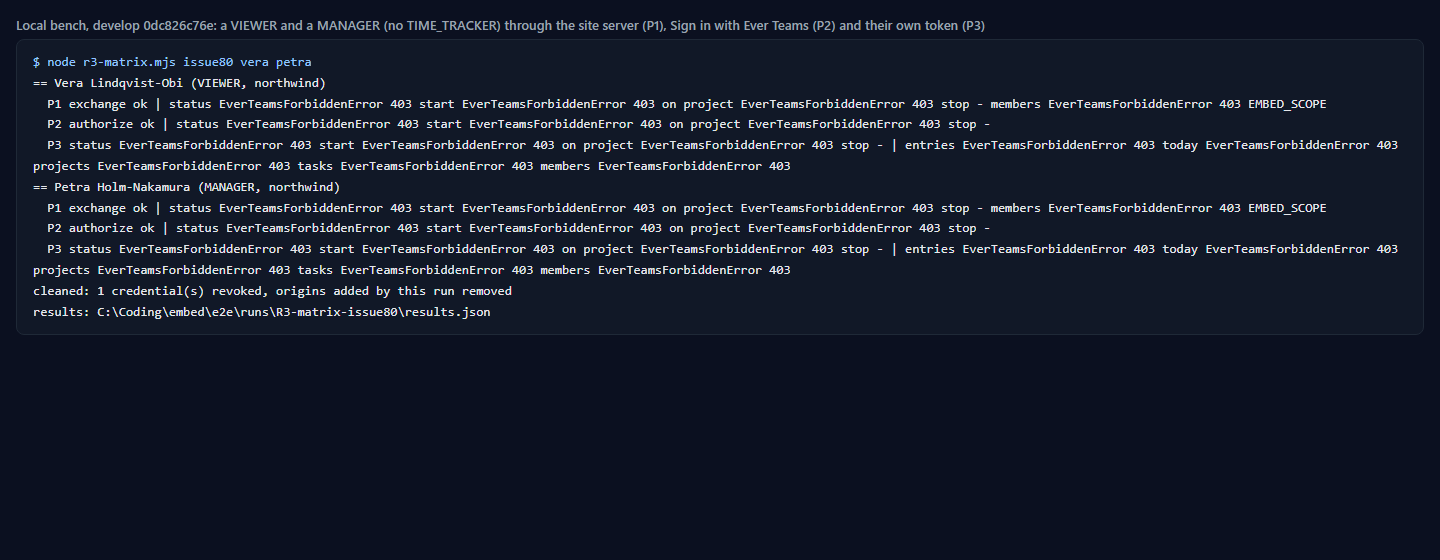 Local bench, develop 0dc826c76e: a VIEWER and a MANAGER (no TIME_TRACKER) through the site server (P1), Sign in with Ever Teams (P2) and their own token (P3)
$ node r3-matrix.mjs issue80 vera petra
== Vera Lindqvist-Obi (VIEWER, northwind)
P1 exchange ok | status EverTeamsForbiddenError 403 start EverTeamsForbiddenError 403 on project EverTeamsForbiddenError 403 stop - members EverTeamsForbiddenError 403 EMBED_SCOPE
P2 authorize ok | status EverTeamsForbiddenError 403 start EverTeamsForbiddenError 403 on project EverTeamsForbiddenError 403 stop -
P3 status EverTeamsForbiddenError 403 start EverTeamsForbiddenError 403 on project EverTeamsForbiddenError 403 stop - | entries EverTeamsForbiddenError 403 today EverTeamsForbiddenError 403
projects EverTeamsForbiddenError 403 tasks EverTeamsForbiddenError 403 members EverTeamsForbiddenError 403
== Petra Holm-Nakamura (MANAGER, northwind)
P1 exchange ok | status EverTeamsForbiddenError 403 start EverTeamsForbiddenError 403 on project EverTeamsForbiddenError 403 stop - members EverTeamsForbiddenError 403 EMBED_SCOPE
P2 authorize ok | status EverTeamsForbiddenError 403 start EverTeamsForbiddenError 403 on project EverTeamsForbiddenError 403 stop -
P3 status EverTeamsForbiddenError 403 start EverTeamsForbiddenError 403 on project EverTeamsForbiddenError 403 stop - | entries EverTeamsForbiddenError 403 today EverTeamsForbiddenError 403
projects EverTeamsForbiddenError 403 tasks EverTeamsForbiddenError 403 members EverTeamsForbiddenError 403
cleaned: 1 credential(s) revoked, origins added by this run removed
results: C:\Coding\embed\e2e\runs\R3-matrix-issue80\results.json